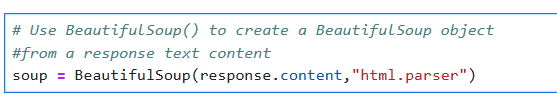 # Use BeautifulSoup() to create a BeautifulSoup object
#from a response text content
soup = BeautifulSoup(response.content,"html.parser")